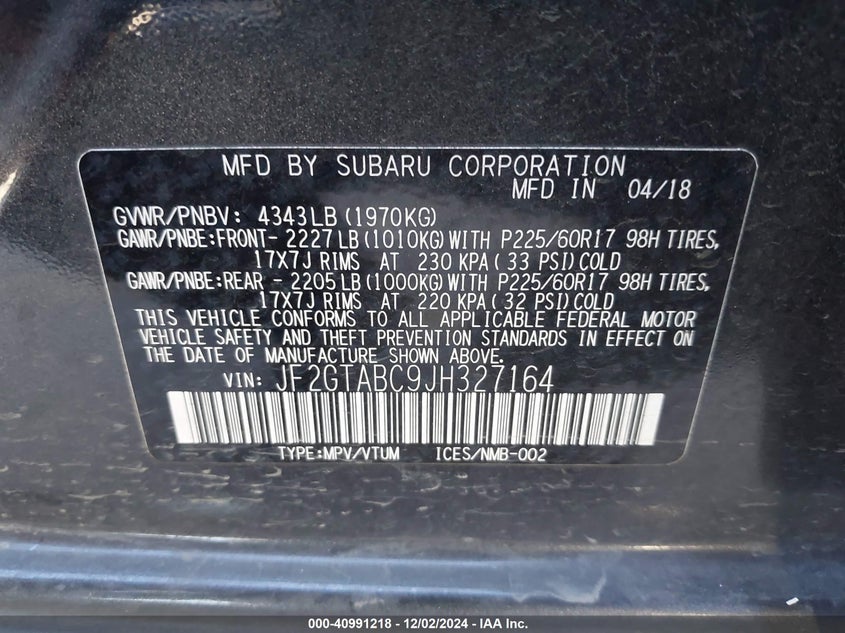 MFD BY SUBARU CORPORATION
MFD IN 04/18
GVWR/PNBV: 4343LB (1970KG)
GAWR/PNBE:FRONT- 2227 LB (1010KG) WITH P225/60R17 98H TIRES,
17X7J RIMS AT 230 KPA ( 33 PSI) COLD
GAWR/PNBE:REAR - 2205 LB (1000KG) WITH P225/60R17 98H TIRES,
17X7J RIMS AT 220 KPA ( 32 PSI) COLD
THIS VEHICLE CONFORMS TO ALL APPLICABLE FEDERAL MOTOR
VEHICLE SAFETY AND THEFT PREVENTION STANDARDS IN EFFECT ON
THE DATE OF MANUFACTURE SHOWN ABOVE.
VIN: JF2GTABC9JH327164
TYPE:MPV/VTUM ICES/NMB-002
000-40991218 - 12/02/2024 - IAA Inc.